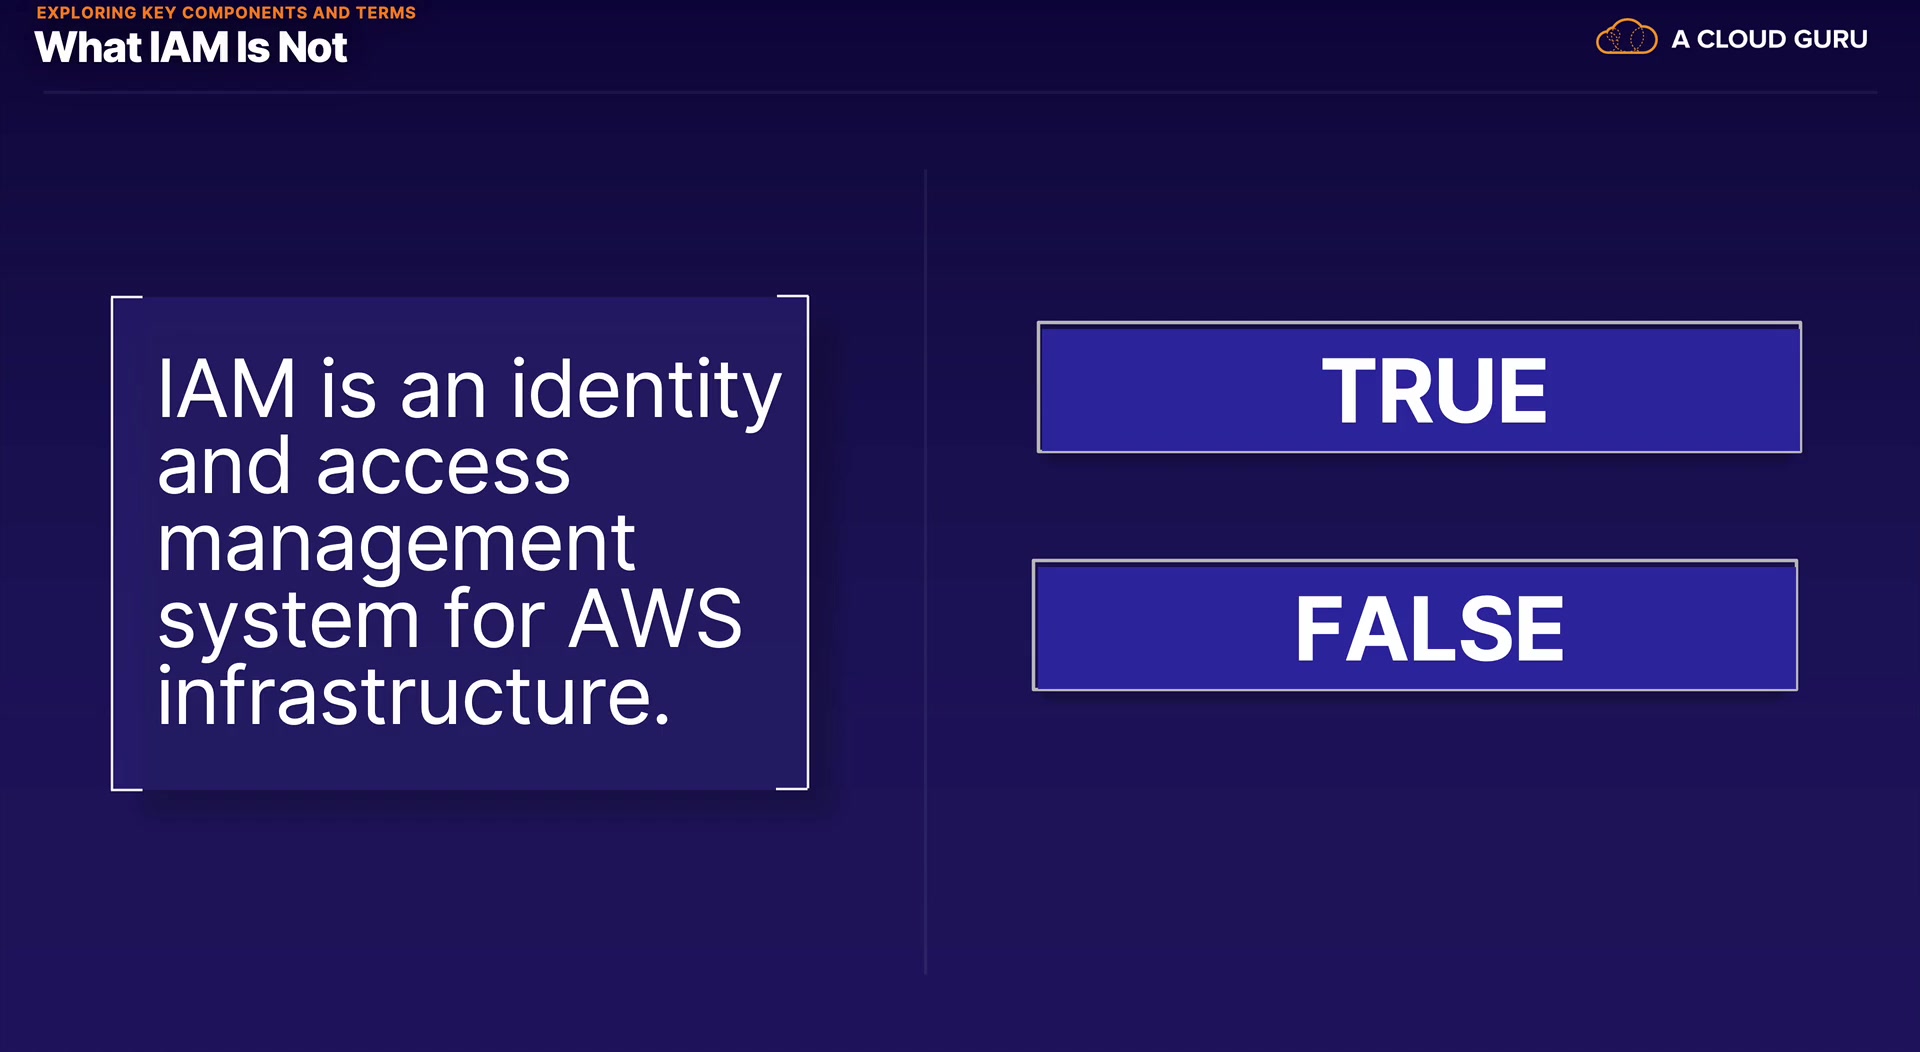 EXPLORING KEY COMPONENTS AND TERMS
What IAM Is Not
A CLOUD GURU
IAM is an identity
and access
management
system for AWS
infrastructure.
TRUE
FALSE